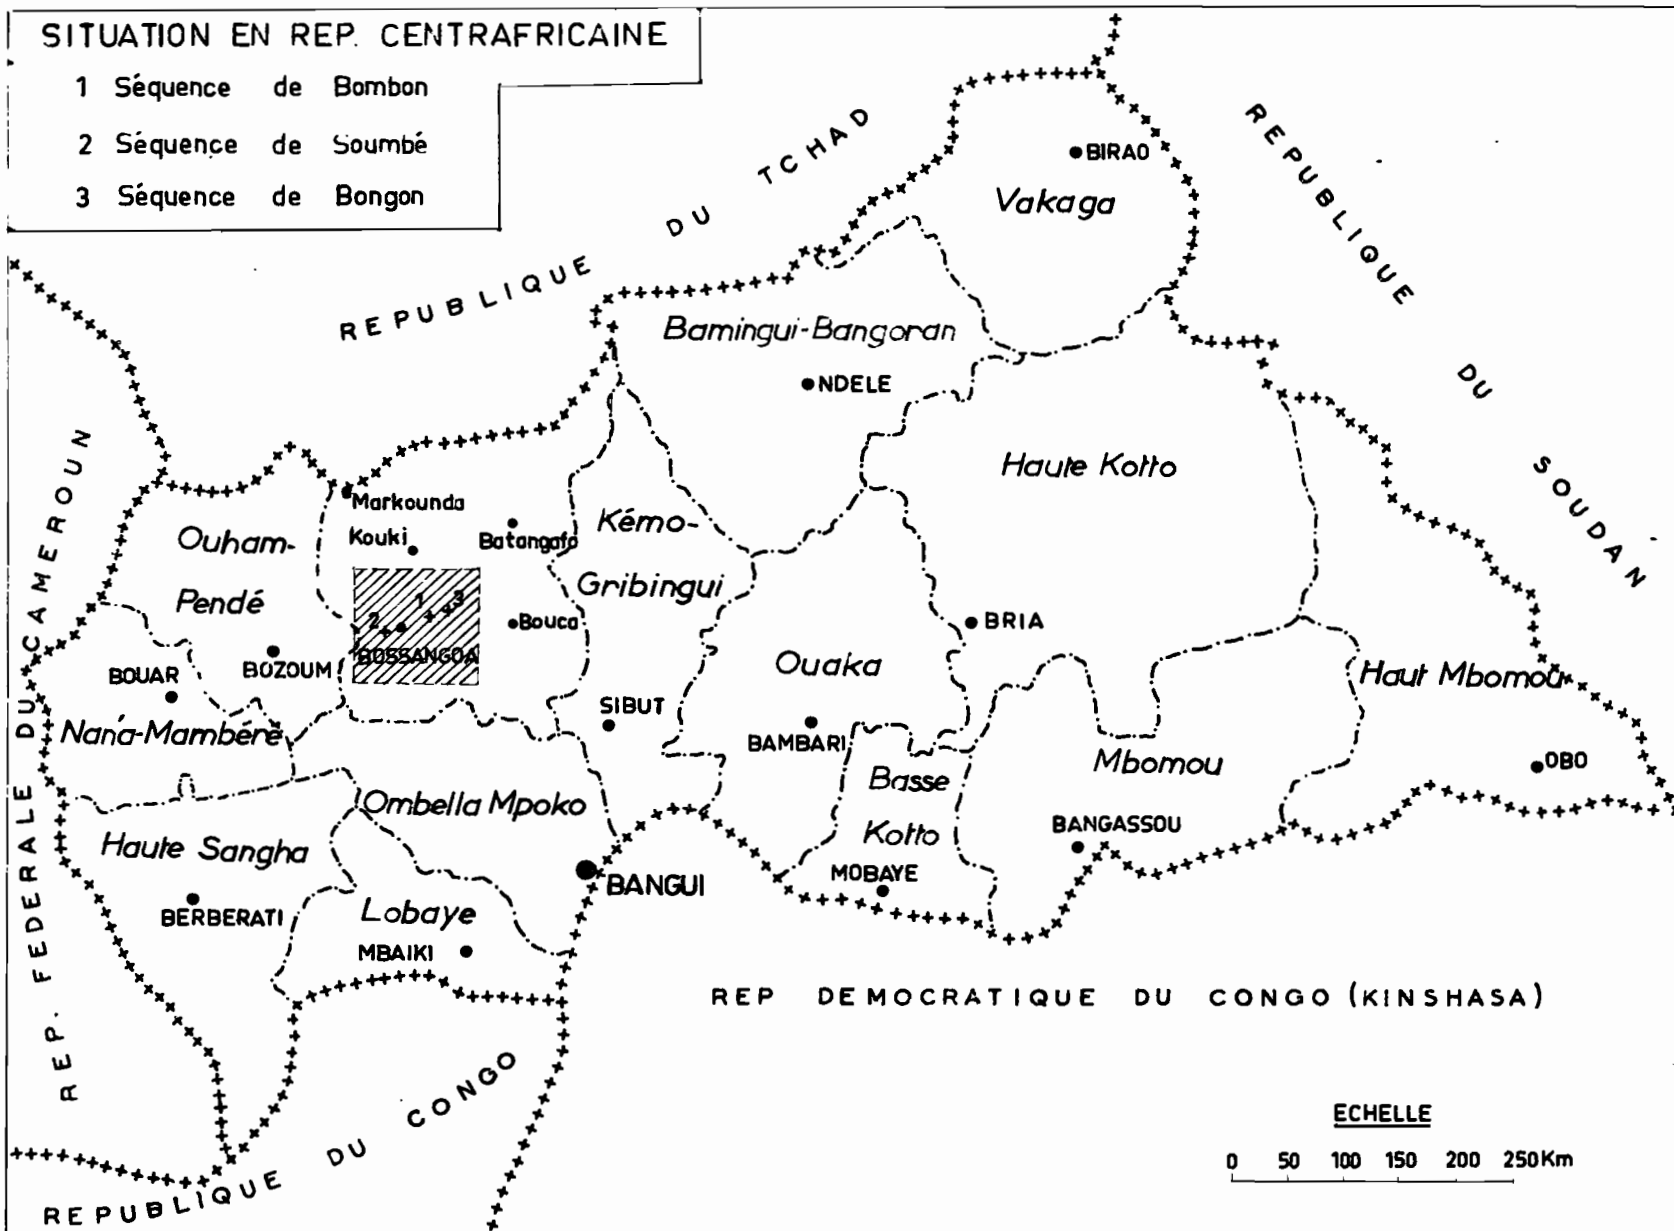 SITUATION EN REP. CENTRAFRICAINE
1 Séquence de Bombon
2 Séquence de Soumbé
3 Séquence de Bongon
REPUBLIQUE DU TCHAD
REPUBLIQUE DU SOUDAN
BIRAO
Vakaga
Bamingui-Bangoran
NDELE
Haute Kotto
Markounda
Kouki
Batangafo
Kémo-
Gribingui
Ouham-
Pendé
1
3
2
BOSSANGOA
Bouca
BRIA
Ouaka
BOUAR
BOZOUM
Nana-Mambéré
SIBUT
BAMBARI
Haut Mbomou
OBO
Mbomou
Basse
Kotto
Ombella Mpoko
Haute Sangha
BANGASSOU
MOBAYE
BANGUI
BERBERATI
Lobaye
MBAIKI
REP. FEDERALE DU CAMEROUN
REP DEMOCRATIQUE DU CONGO (KINSHASA)
REPUBLIQUE DU CONGO
ECHELLE
0 50 100 150 200 250Km